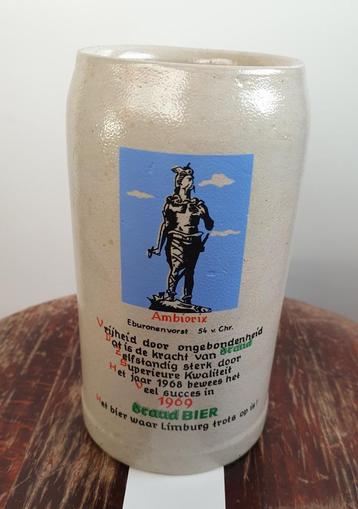 Ambiorix
Eburonenvorst 54 v. Chr.
Vrijheid door ongebondenheid
Dat is de kracht van Brand
Zelfstandig sterk door
Superieure Kwaliteit
Het jaar 1968 bewees het
Veel succes in
1969
Brand BIER
Het bier waar Limburg trots op is!